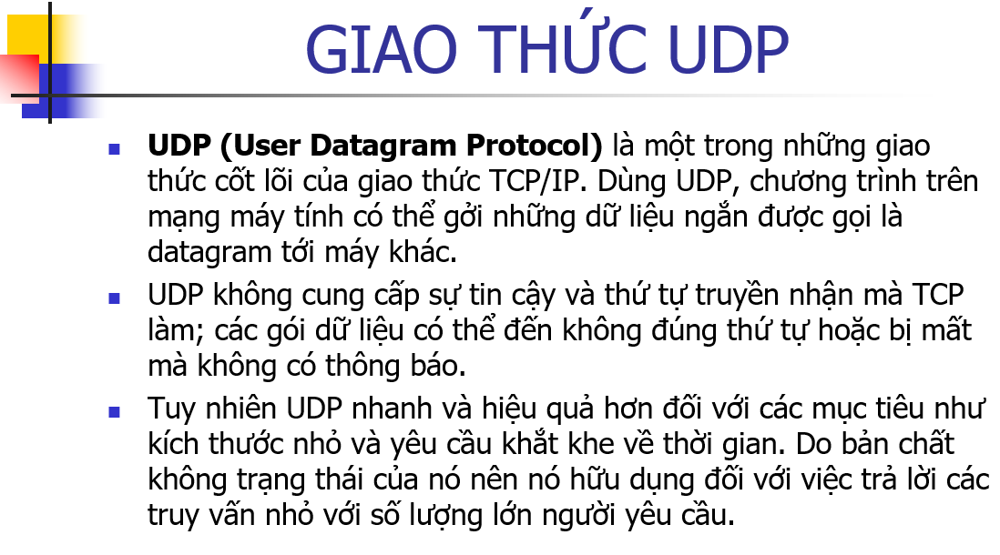 GIAO THỨC UDP
UDP (User Datagram Protocol) là một trong những giao
thức cốt lõi của giao thức TCP/IP. Dùng UDP, chương trình trên
mạng máy tính có thể gởi những dữ liệu ngắn được gọi là
datagram tới máy khác.
UDP không cung cấp sự tin cậy và thứ tự truyền nhận mà TCP
làm; các gói dữ liệu có thể đến không đúng thứ tự hoặc bị mất
mà không có thông báo.
Tuy nhiên UDP nhanh và hiệu quả hơn đối với các mục tiêu như
kích thước nhỏ và yêu cầu khắt khe về thời gian. Do bản chất
không trạng thái của nó nên nó hữu dụng đối với việc trả lời các
truy vấn nhỏ với số lượng lớn người yêu cầu.